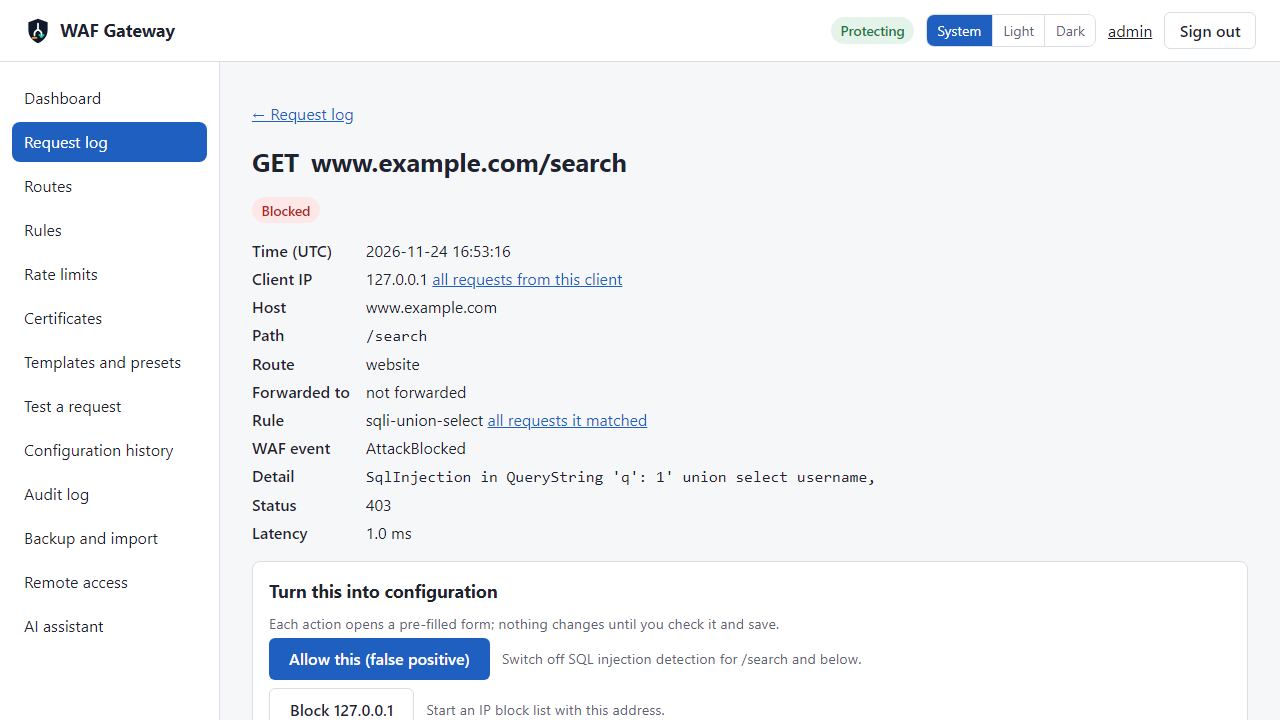 WAF Gateway
Protecting
System Light Dark
admin
Sign out
Dashboard
Request log
Routes
Rules
Rate limits
Certificates
Templates and presets
Test a request
Configuration history
Audit log
Backup and import
Remote access
AI assistant
← Request log
GET www.example.com/search
Blocked
Time (UTC) 2026-11-24 16:53:16
Client IP 127.0.0.1 all requests from this client
Host www.example.com
Path /search
Route website
Forwarded to not forwarded
Rule sqli-union-select all requests it matched
WAF event AttackBlocked
Detail SqlInjection in QueryString 'q': 1' union select username,
Status 403
Latency 1.0 ms
Turn this into configuration
Each action opens a pre-filled form; nothing changes until you check it and save.
Allow this (false positive) Switch off SQL injection detection for /search and below.
Block 127.0.0.1 Start an IP block list with this address.